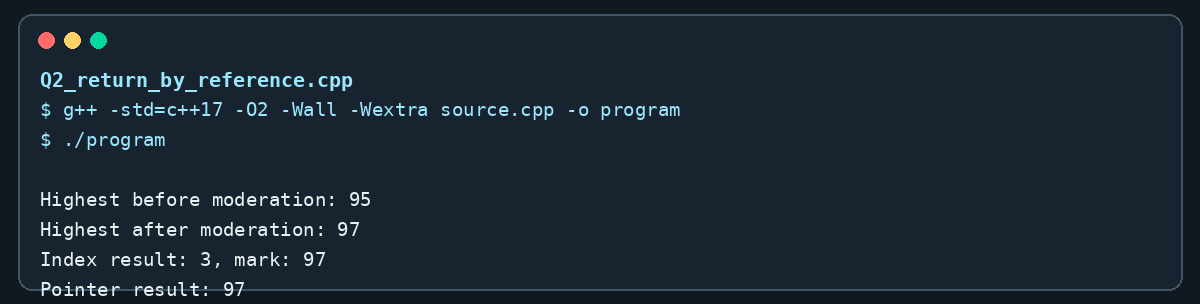 Q2_return_by_reference.cpp
$ g++ -std=c++17 -O2 -Wall -Wextra source.cpp -o program
$ ./program
Highest before moderation: 95
Highest after moderation: 97
Index result: 3, mark: 97
Pointer result: 97